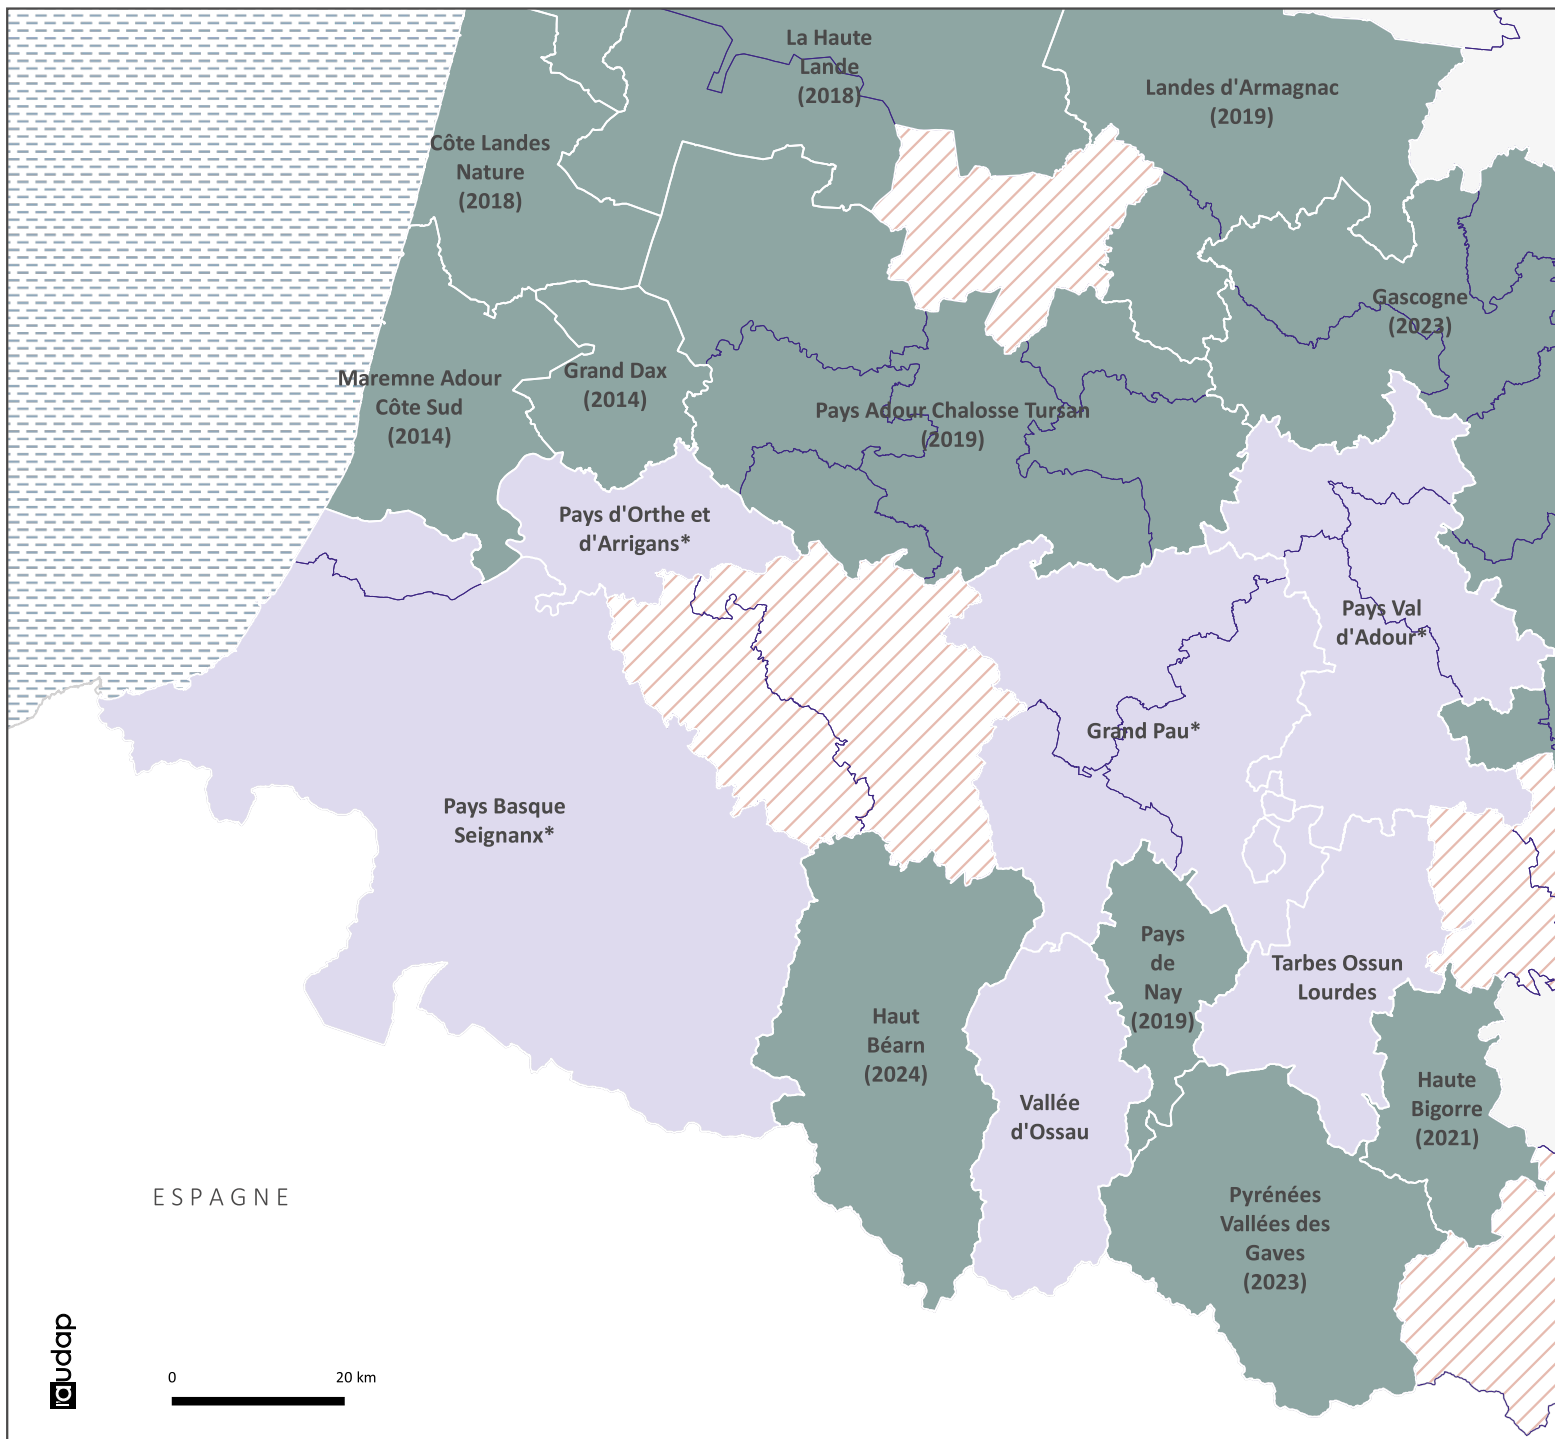 La Haute
Lande
(2018)
Landes d'Armagnac
(2019)
Côte Landes
Nature
(2018)
Gascogne
(2023)
Maremne Adour
Côte Sud
(2014)
Grand Dax
(2014)
Pays Adour Chalosse Tursan
(2019)
Pays d'Orthe et
d'Arrigans*
Pays Val
d'Adour*
Grand Pau*
Pays Basque
Seignanx*
Pays
de
Nay
(2019)
Tarbes Ossun
Lourdes
Haut
Béarn
(2024)
Vallée
d'Ossau
Haute
Bigorre
(2021)
Pyrénées
Vallées des
Gaves
(2023)
ESPAGNE
audap
0 20 km